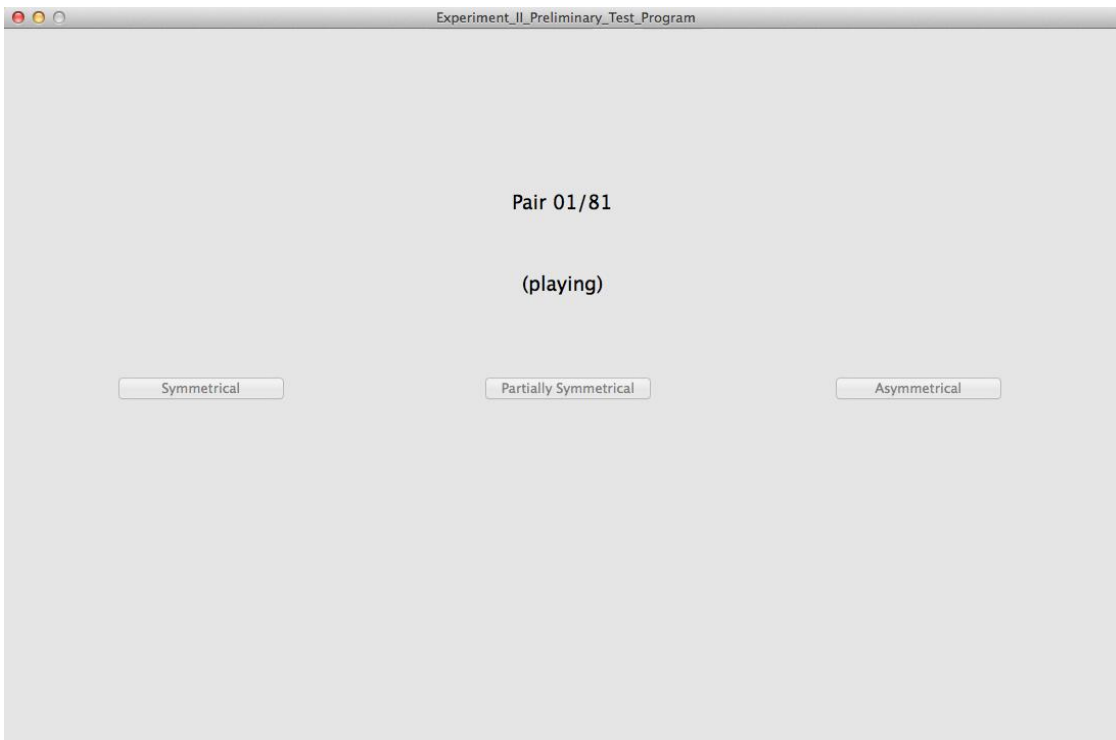 Experiment_II_Preliminary_Test_Program
Pair 01/81
(playing)
Symmetrical
Partially Symmetrical
Asymmetrical